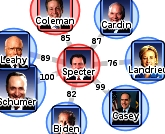 Coleman
Cardin
85
87
Leahy
89
76
Specter
Landrieu
100
Schumer
99
82
Casey
Biden